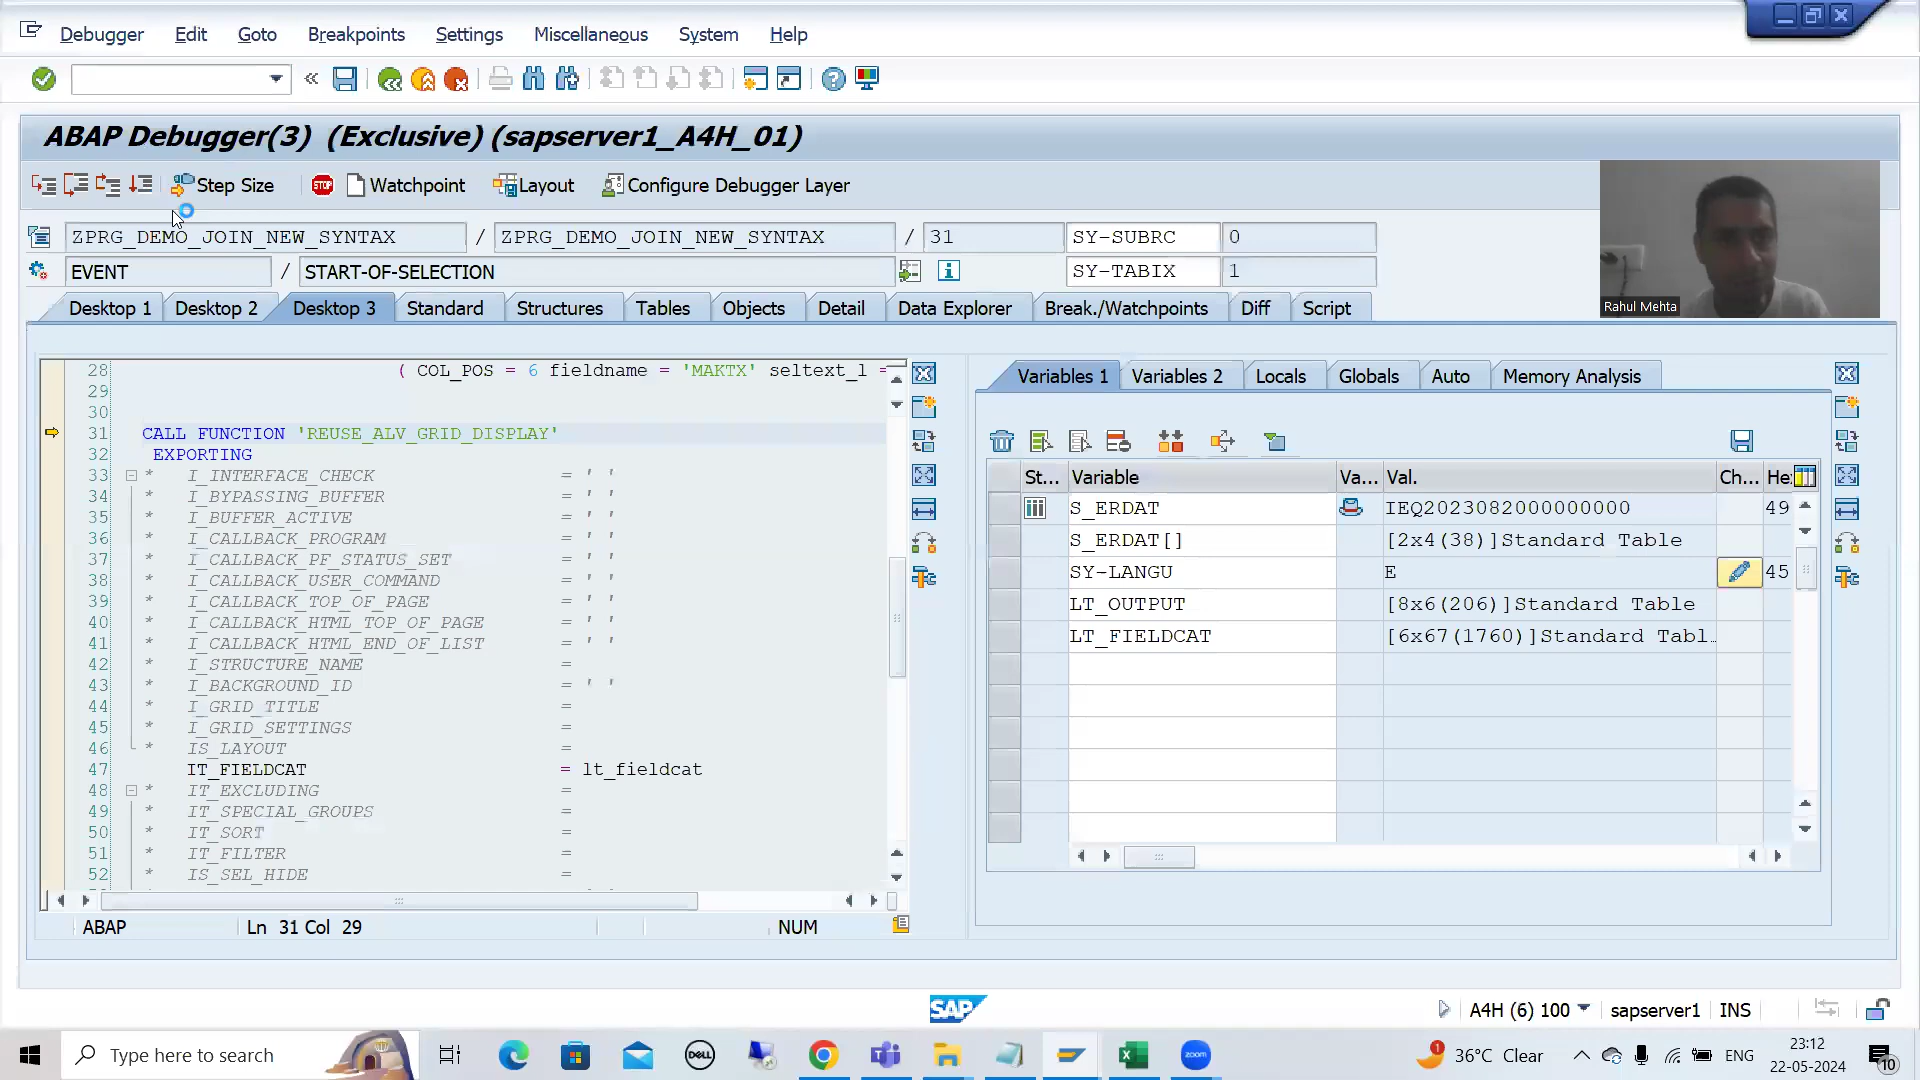 Debugger Edit Goto Breakpoints Settings Miscellaneous System Help
ABAP Debugger(3) (Exclusive) (sapserver1_A4H_01)
Step Size STOP Watchpoint Layout Configure Debugger Layer
ZPRG_DEMO_JOIN_NEW_SYNTAX / ZPRG_DEMO_JOIN_NEW_SYNTAX / 31 SY-SUBRC 0
EVENT / START-OF-SELECTION SY-TABIX 1
Rahul Mehta
Desktop 1 Desktop 2 Desktop 3 Standard Structures Tables Objects Detail Data Explorer Break./Watchpoints Diff Script
28 ( COL_POS = 6 fieldname = 'MAKTX' seltext_l =
29
30
31 CALL FUNCTION 'REUSE_ALV_GRID_DISPLAY'
32 EXPORTING
33 * I_INTERFACE_CHECK = ' '
34 * I_BYPASSING_BUFFER = ' '
35 * I_BUFFER_ACTIVE = ' '
36 * I_CALLBACK_PROGRAM = ' '
37 * I_CALLBACK_PF_STATUS_SET = ' '
38 * I_CALLBACK_USER_COMMAND = ' '
39 * I_CALLBACK_TOP_OF_PAGE = ' '
40 * I_CALLBACK_HTML_TOP_OF_PAGE = ' '
41 * I_CALLBACK_HTML_END_OF_LIST = ' '
42 * I_STRUCTURE_NAME =
43 * I_BACKGROUND_ID = ' '
44 * I_GRID_TITLE =
45 * I_GRID_SETTINGS =
46 * IS_LAYOUT =
47 IT_FIELDCAT = lt_fieldcat
48 * IT_EXCLUDING =
49 * IT_SPECIAL_GROUPS =
50 * IT_SORT =
51 * IT_FILTER =
52 * IS_SEL_HIDE =
ABAP Ln 31 Col 29 NUM
Variables 1 Variables 2 Locals Globals Auto Memory Analysis
St... Variable Va... Val. Ch... Hex
S_ERDAT IEQ2023082000000000 49
S_ERDAT[] [2x4(38)]Standard Table
SY-LANGU E 45
LT_OUTPUT [8x6(206)]Standard Table
LT_FIELDCAT [6x67(1760)]Standard Tabl...
SAP A4H (6) 100 sapserver1 INS
Type here to search DELL zoom 1 36°C Clear ENG 23:12
22-05-2024 10